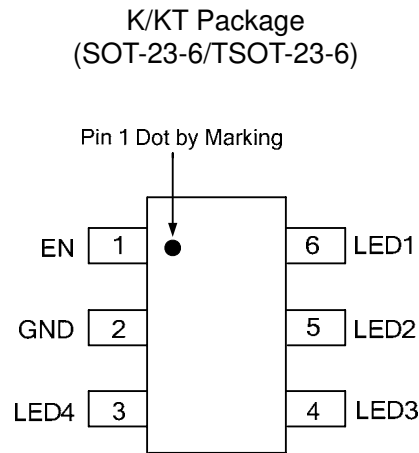 K/KT Package
(SOT-23-6/TSOT-23-6)
Pin 1 Dot by Marking
EN 1 6 LED1
GND 2 5 LED2
LED4 3 4 LED3